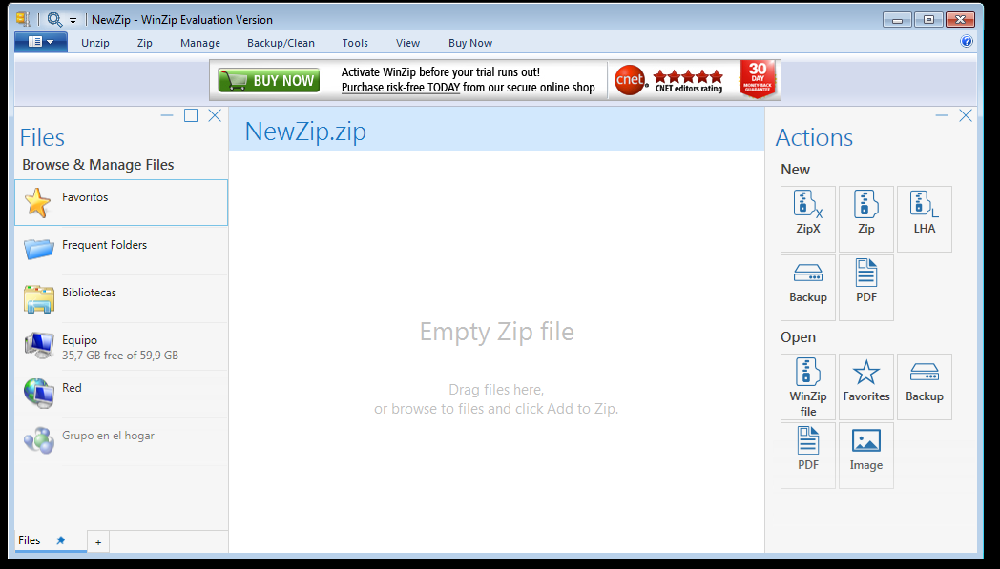 NewZip - WinZip Evaluation Version
Unzip Zip Manage Backup/Clean Tools View Buy Now
BUY NOW
Activate WinZip before your trial runs out!
Purchase risk-free TODAY from our secure online shop.
cnet
CNET editors rating
30
DAY
MONEY-BACK
GUARANTEE
Files
Browse & Manage Files
Favoritos
Frequent Folders
Bibliotecas
Equipo
35,7 GB free of 59,9 GB
Red
Grupo en el hogar
Files
+
NewZip.zip
Empty Zip file
Drag files here,
or browse to files and click Add to Zip.
Actions
New
ZipX Zip LHA
Backup PDF
Open
WinZip
file
Favorites Backup
PDF Image